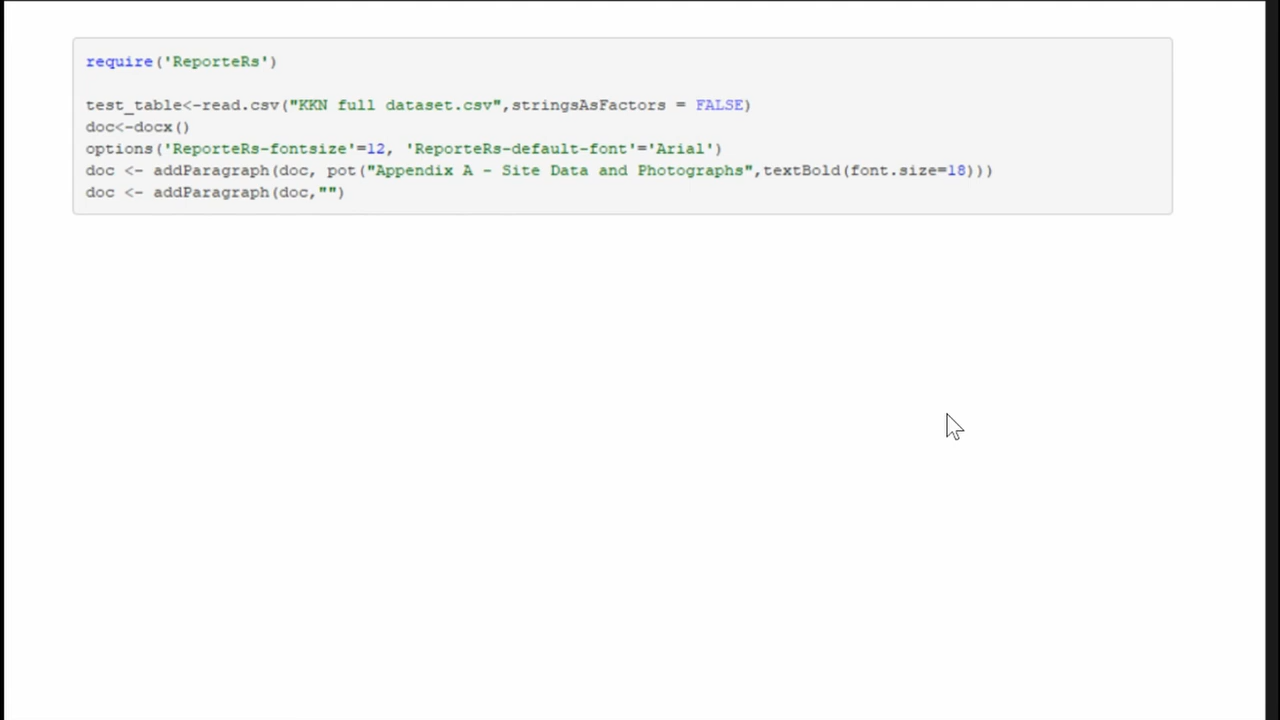 require('ReporteRs')
test_table<-read.csv("KKN full dataset.csv",stringsAsFactors = FALSE)
doc<-docx()
options('ReporteRs-fontsize'=12, 'ReporteRs-default-font'='Arial')
doc <- addParagraph(doc, pot("Appendix A - Site Data and Photographs",textBold(font.size=18)))
doc <- addParagraph(doc,"")